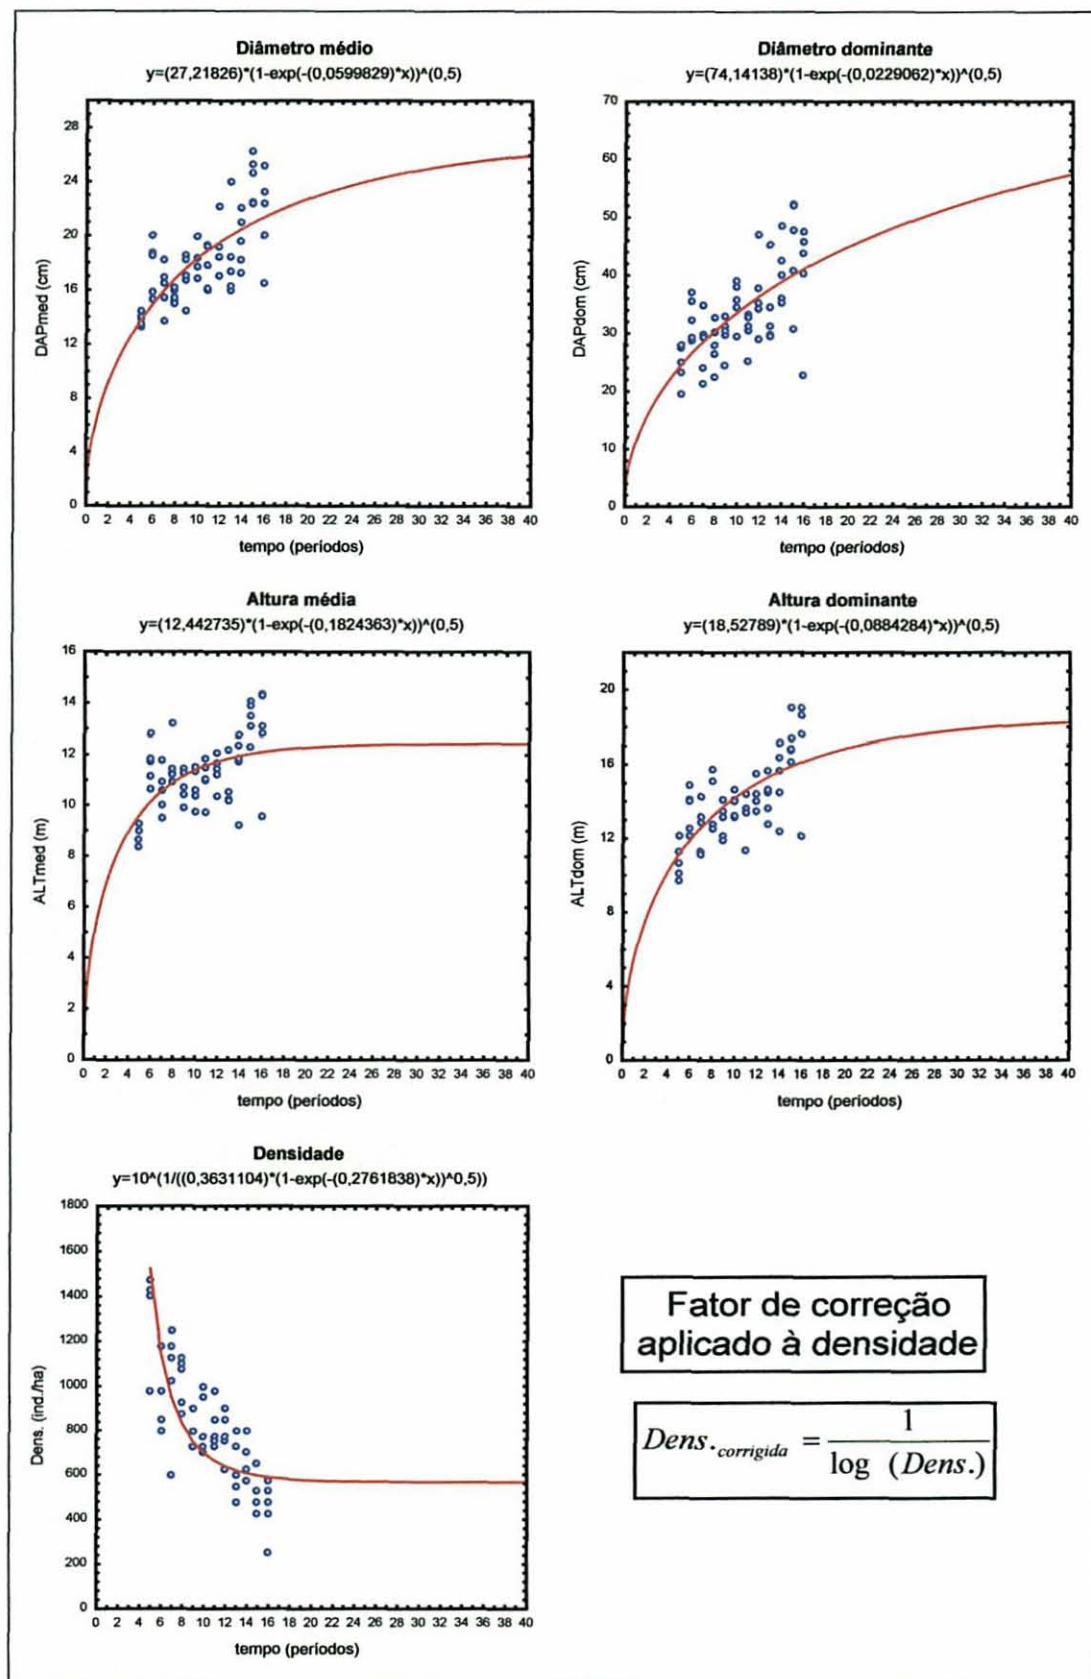 Diâmetro médio
y=(27,21826)*(1-exp(-(0,0599829)*x))^(0,5)
28
24
20
16
12
8
4
0
DAPmed (cm)
0 2 4 6 8 10 12 14 16 18 20 22 24 26 28 30 32 34 36 38 40
tempo (períodos)
Diâmetro dominante
y=(74,14138)*(1-exp(-(0,0229062)*x))^(0,5)
70
60
50
40
30
20
10
0
DAPdom (cm)
0 2 4 6 8 10 12 14 16 18 20 22 24 26 28 30 32 34 36 38 40
tempo (períodos)
Altura média
y=(12,442735)*(1-exp(-(0,1824363)*x))^(0,5)
16
14
12
10
8
6
4
2
0
ALTmed (m)
0 2 4 6 8 10 12 14 16 18 20 22 24 26 28 30 32 34 36 38 40
tempo (períodos)
Altura dominante
y=(18,52789)*(1-exp(-(0,0884284)*x))^(0,5)
20
16
12
8
4
0
ALTdom (m)
0 2 4 6 8 10 12 14 16 18 20 22 24 26 28 30 32 34 36 38 40
tempo (períodos)
Densidade
y=10^(1/((0,3631104)*(1-exp(-(0,2761838)*x))^0,5))
1800
1600
1400
1200
1000
800
600
400
200
0
Dens. (ind./ha)
0 2 4 6 8 10 12 14 16 18 20 22 24 26 28 30 32 34 36 38 40
tempo (períodos)
Fator de correção
aplicado à densidade
Dens.corrigida = 1 / log (Dens.)